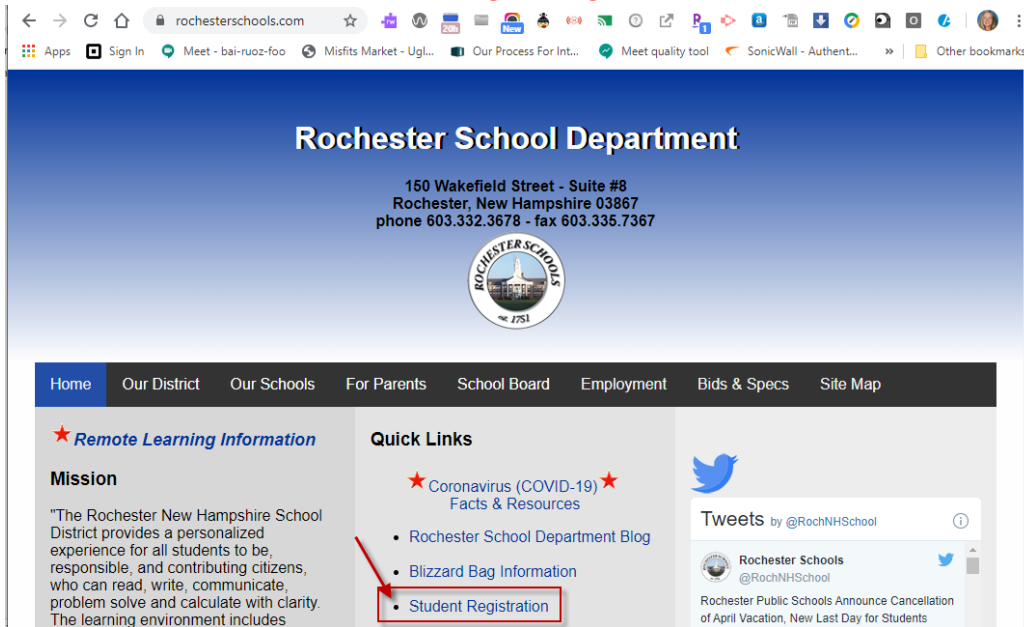 rochesterschools.com
rw
20h
New
1
a
Apps
Sign In
Meet - bai-ruoz-foo
Misfits Market - Ugl...
Our Process For Int...
Meet quality tool
SonicWall - Authent...
»
Other bookmarks
Rochester School Department
150 Wakefield Street - Suite #8
Rochester, New Hampshire 03867
phone 603.332.3678 - fax 603.335.7367
ROCHESTER SCHOOLS
est. 1751
Home Our District Our Schools For Parents School Board Employment Bids & Specs Site Map
Remote Learning Information
Mission
"The Rochester New Hampshire School
District provides a personalized
experience for all students to be,
responsible, and contributing citizens,
who can read, write, communicate,
problem solve and calculate with clarity.
The learning environment includes
Quick Links
Coronavirus (COVID-19)
Facts & Resources
• Rochester School Department Blog
• Blizzard Bag Information
• Student Registration
Tweets by @RochNHSchool
Rochester Schools
@RochNHSchool
Rochester Public Schools Announce Cancellation
of April Vacation, New Last Day for Students